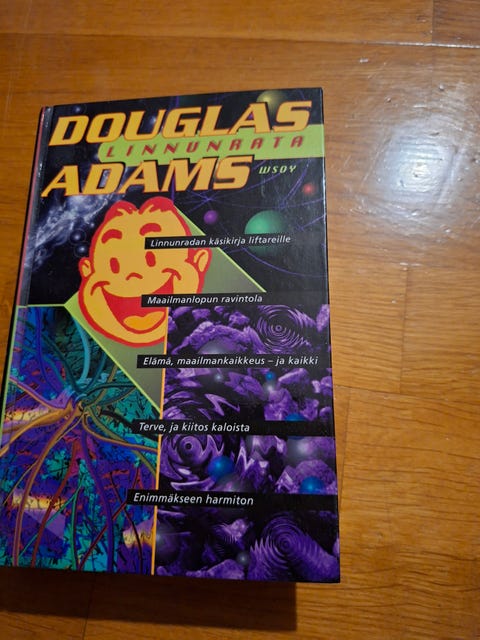 DOUGLAS
LINNUNRATA
ADAMS WSOY
Linnunradan käsikirja liftareille
Maailmanlopun ravintola
Elämä, maailmankaikkeus – ja kaikki
Terve, ja kiitos kaloista
Enimmäkseen harmiton